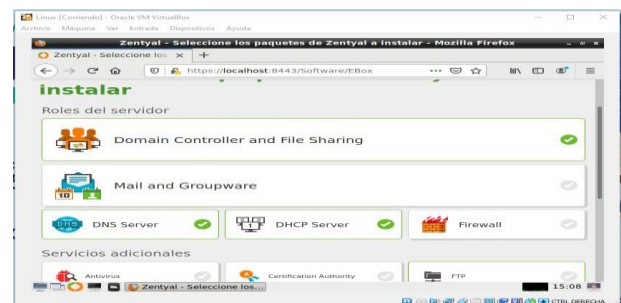 Linux [Corriendo] - Oracle VM VirtualBox
Archivo Máquina Ver Entrada Dispositivos Ayuda
Zentyal - Seleccione los paquetes de Zentyal a instalar - Mozilla Firefox
Zentyal - Seleccione los
https://localhost:8443/Software/EBox
instalar
Roles del servidor
Domain Controller and File Sharing
Mail and Groupware
DNS Server
DHCP Server
Firewall
Servicios adicionales
Antivirus
Certification Authority
FTP
Zentyal - Seleccione los...
15:08
CTRL DERECHA